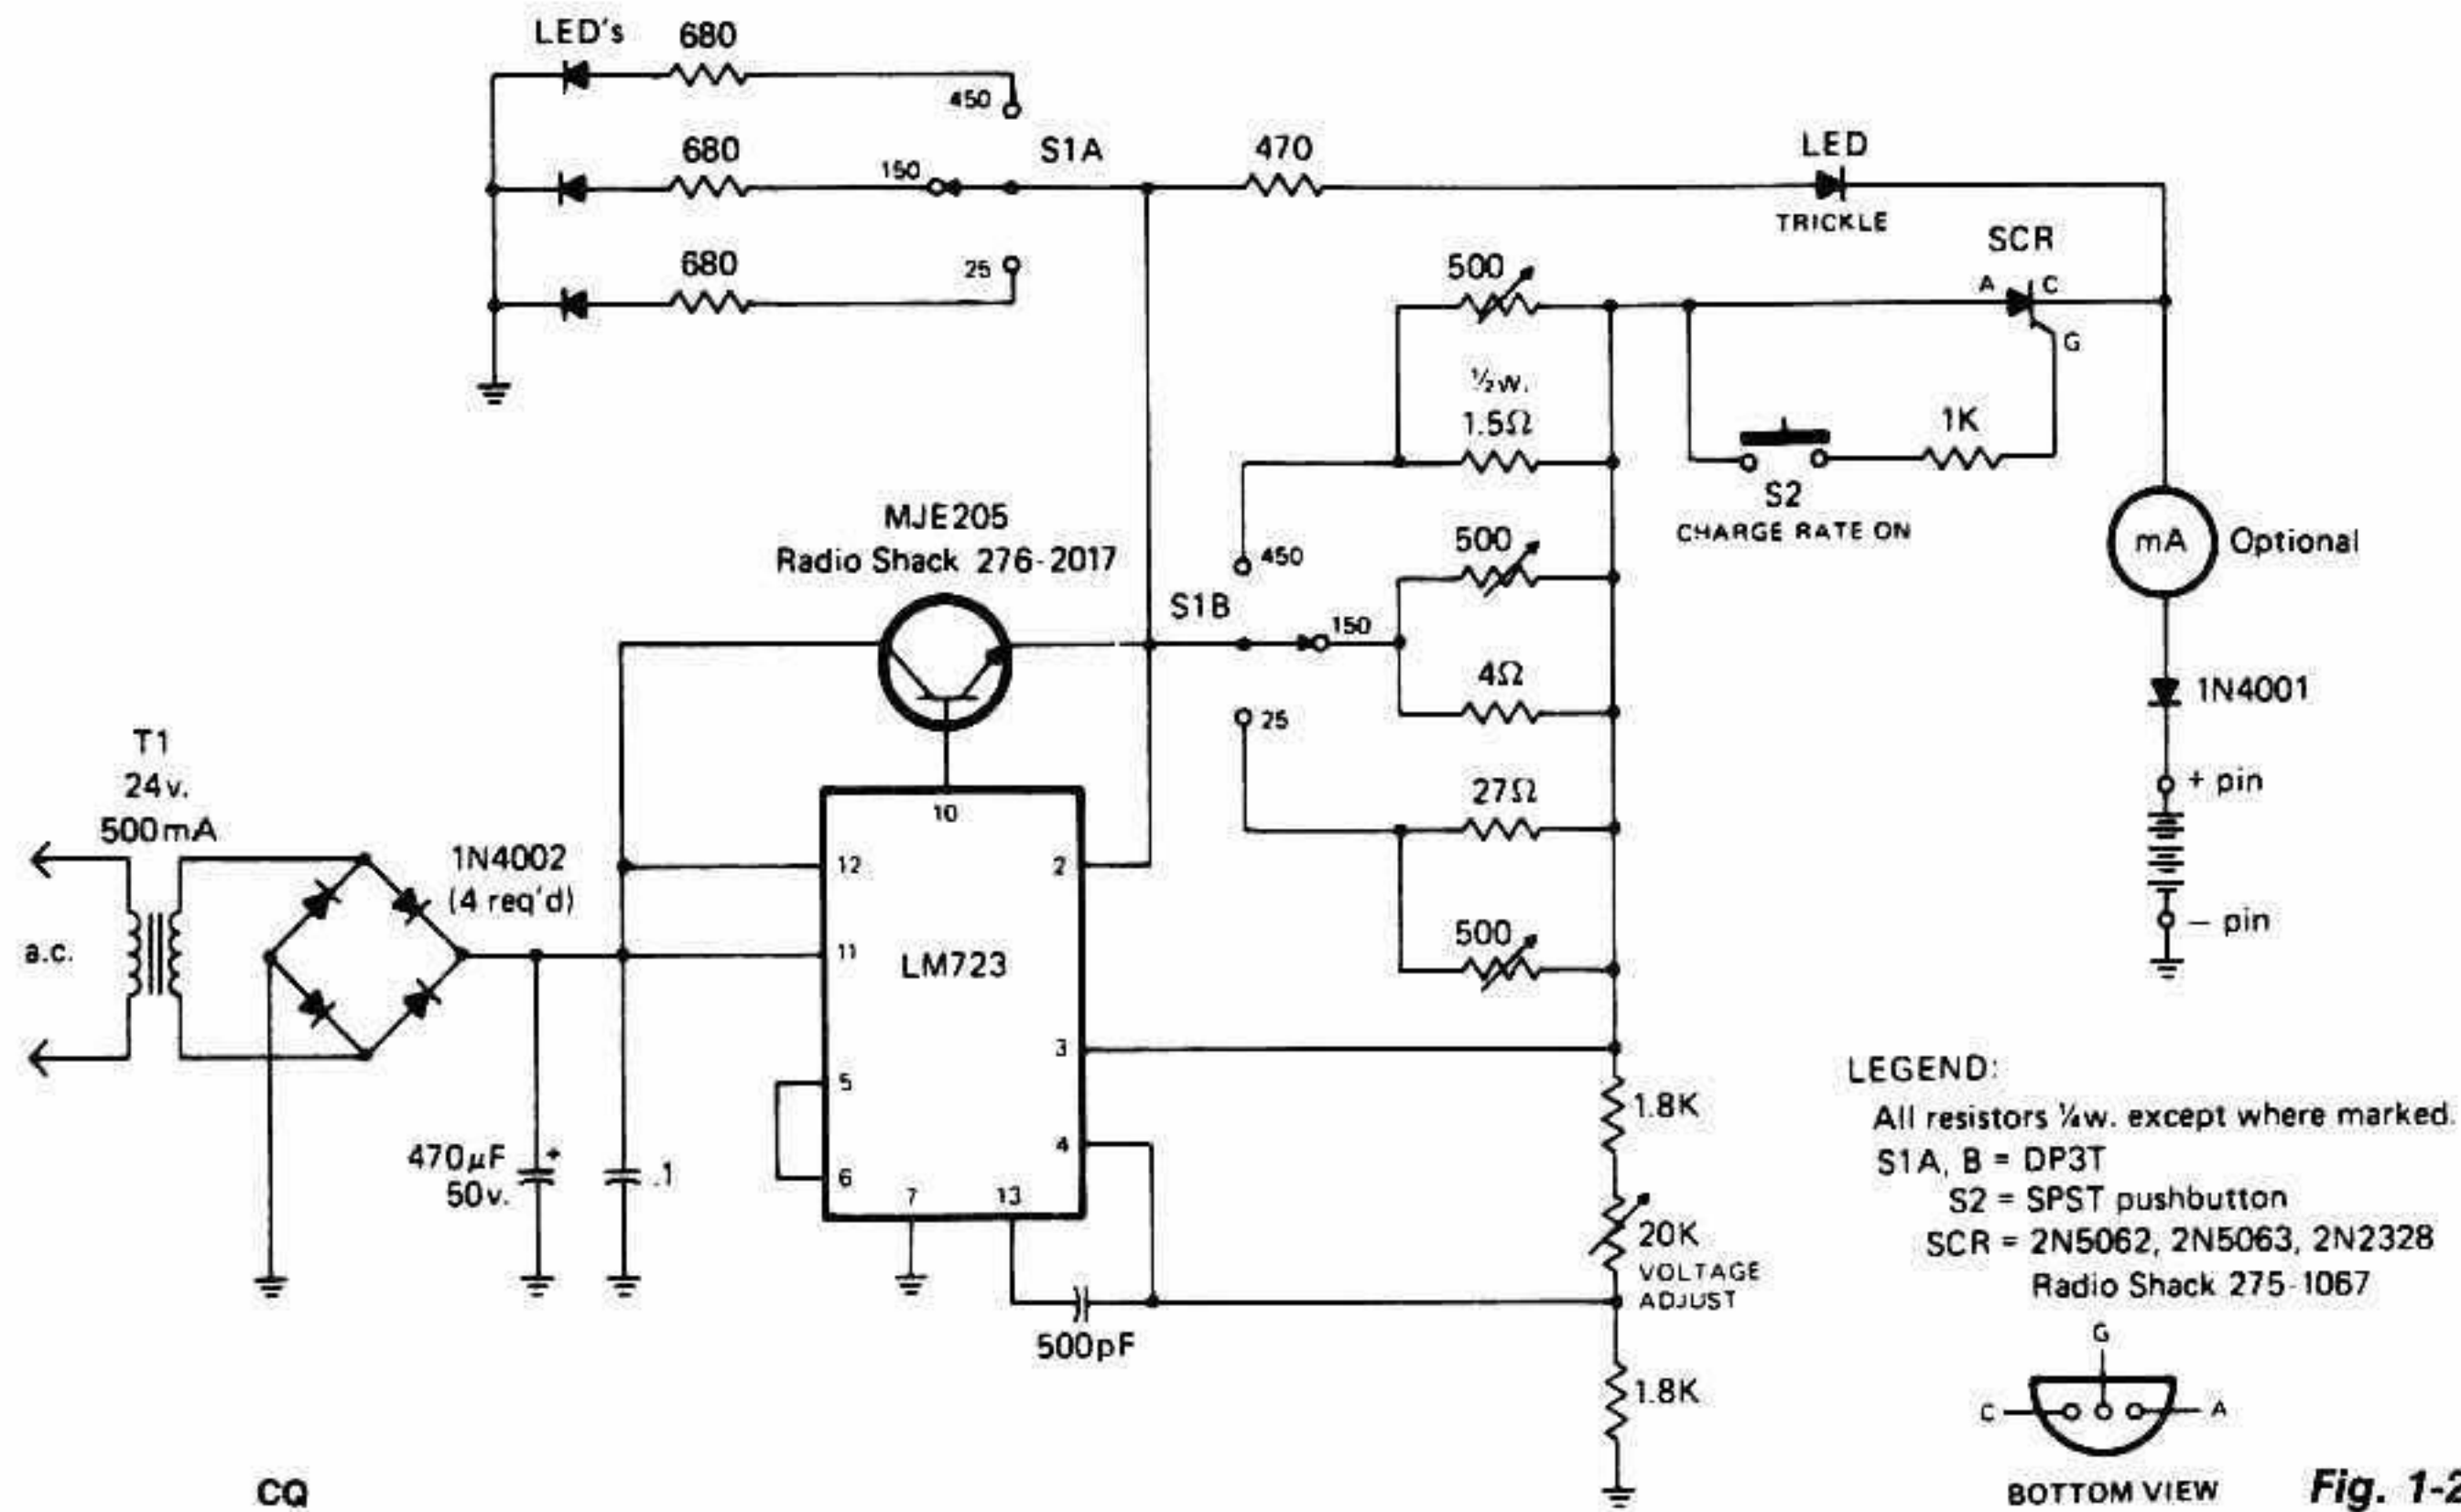 LED's
680
450
680
150
S1A
470
LED
TRICKLE
680
25
500
SCR
A
C
G
½w.
1.5Ω
1K
S2
CHARGE RATE ON
MJE205
Radio Shack 276-2017
500
450
mA
Optional
S1B
150
4Ω
1N4001
25
T1
24v.
500mA
+ pin
27Ω
10
1N4002
(4 req'd)
12
2
a.c.
11
LM723
500
– pin
3
LEGEND:
5
1.8K
All resistors ¼w. except where marked.
4
470µF
50v.
+
.1
6
S1A, B = DP3T
7
13
S2 = SPST pushbutton
20K
VOLTAGE
ADJUST
SCR = 2N5062, 2N5063, 2N2328
Radio Shack 275-1067
500pF
G
1.8K
C
A
CQ
BOTTOM VIEW
Fig. 1-2